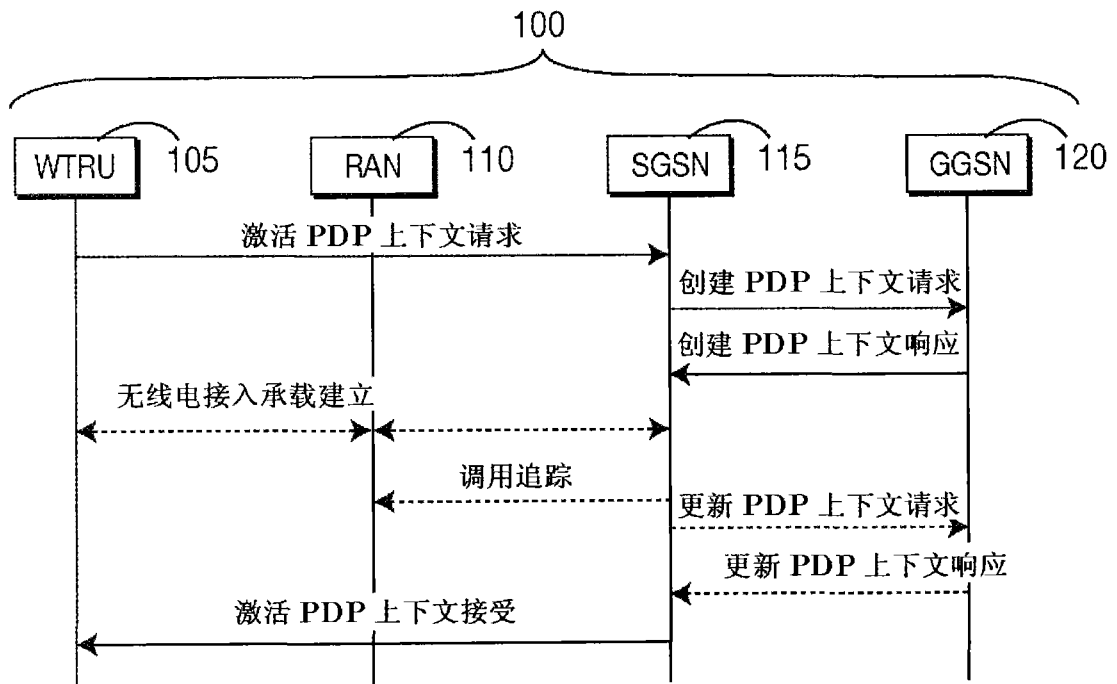 100
WTRU 105 RAN 110 SGSN 115 GGSN 120
激活 PDP 上下文请求
创建 PDP 上下文请求
创建 PDP 上下文响应
无线电接入承载建立
调用追踪
更新 PDP 上下文请求
更新 PDP 上下文响应
激活 PDP 上下文接受